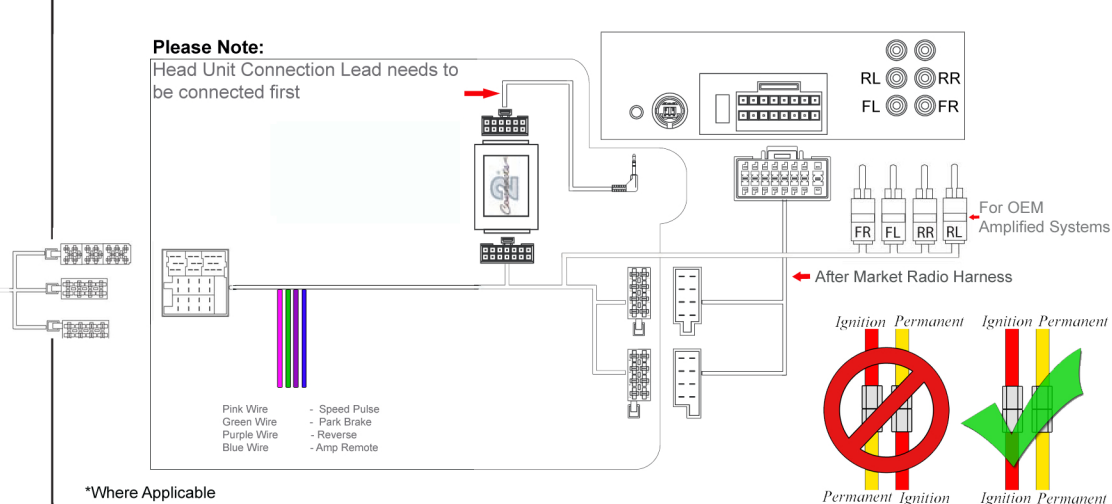 Please Note:
Head Unit Connection Lead needs to
be connected first
Connects2
RL RR
FL FR
FR FL RR RL
For OEM
Amplified Systems
After Market Radio Harness
Ignition Permanent Ignition Permanent
Pink Wire - Speed Pulse
Green Wire - Park Brake
Purple Wire - Reverse
Blue Wire - Amp Remote
Permanent Ignition Ignition Permanent
*Where Applicable